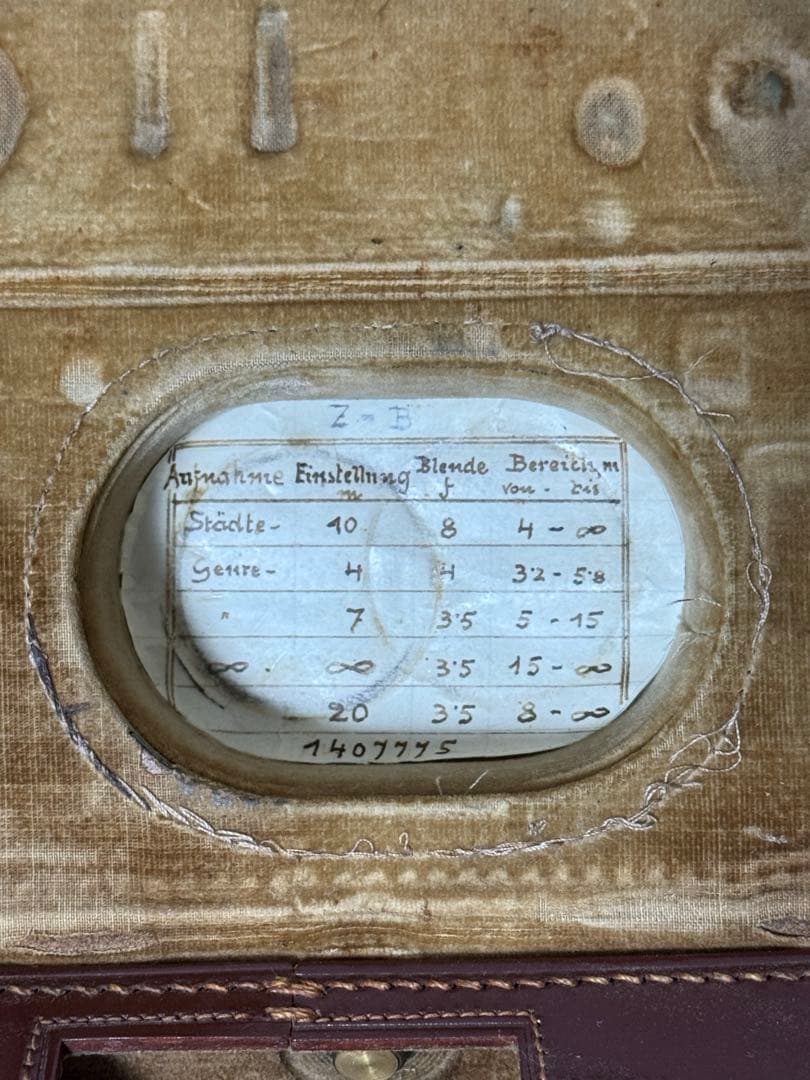 Z - B
Aufnahme Einstellung m Blende f Bereich m von - bis
Städte- 10 8 4 - ∞
Genre- 4 4 3·2 - 5·8
" 7 3·5 5 - 15
∞ ∞ 3·5 15 - ∞
20 3·5 8 - ∞
1407775